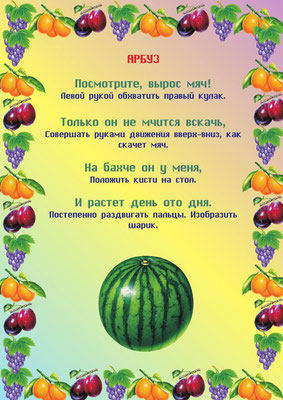 АРБУЗ
Посмотрите, вырос мяч!
Левой рукой обхватить правый кулак.
Только он не мчится вскачь,
Совершать руками движения вверх-вниз, как
скачет мяч.
На бахче он у меня,
Положить кисти на стол.
И растет день ото дня.
Постепенно раздвигать пальцы. Изобразить
шарик.